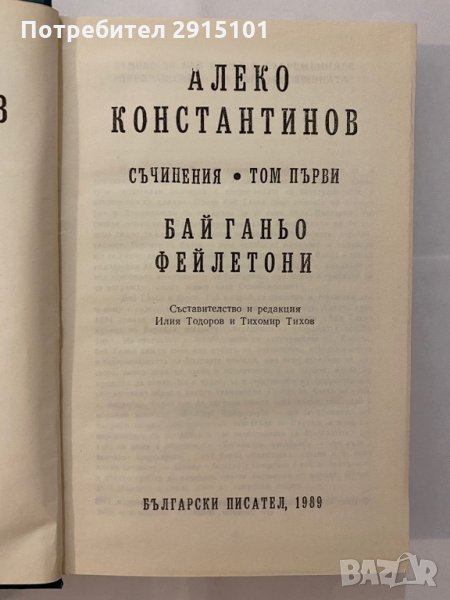 Потребител 2915101
В
АЛЕКО
КОНСТАНТИНОВ
СЪЧИНЕНИЯ • ТОМ ПЪРВИ
БАЙ ГАНЬО
ФЕЙЛЕТОНИ
Съставителство и редакция
Илия Тодоров и Тихомир Тихов
БЪЛГАРСКИ ПИСАТЕЛ, 1989
BAZAR